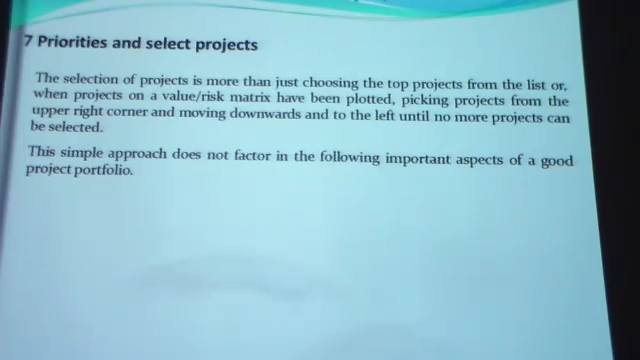 7 Priorities and select projects
The selection of projects is more than just choosing the top projects from the list or,
when projects on a value/risk matrix have been plotted, picking projects from the
upper right corner and moving downwards and to the left until no more projects can
be selected.
This simple approach does not factor in the following important aspects of a good
project portfolio.